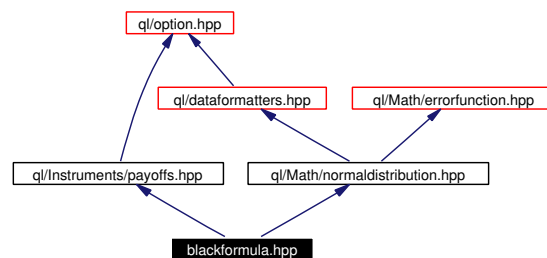 ql/option.hpp
ql/dataformatters.hpp
ql/Math/errorfunction.hpp
ql/Instruments/payoffs.hpp
ql/Math/normaldistribution.hpp
blackformula.hpp